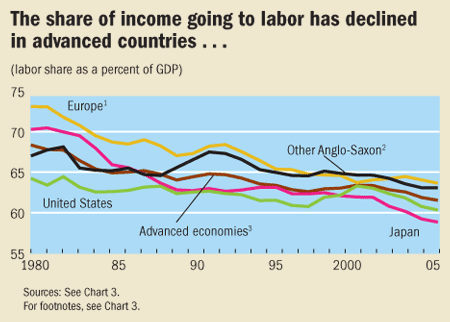 The share of income going to labor has declined
in advanced countries . . .
(labor share as a percent of GDP)
75
Europe¹
70
Other Anglo-Saxon²
65
United States
60
Advanced economies³
Japan
55
1980 85 90 95 2000 05
Sources: See Chart 3.
For footnotes, see Chart 3.